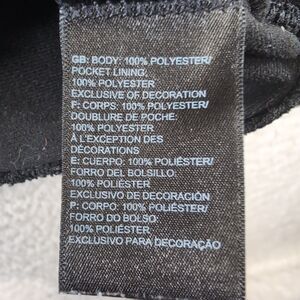 GB: BODY: 100% POLYESTER/
POCKET LINING:
100% POLYESTER
EXCLUSIVE OF DECORATION
F: CORPS: 100% POLYESTER/
DOUBLURE DE POCHE:
100% POLYESTER
À L'EXCEPTION DES
DÉCORATIONS
E: CUERPO: 100% POLIÉSTER/
FORRO DEL BOLSILLO:
100% POLIÉSTER
EXCLUSIVO DE DECORACIÓN
P: CORPO: 100% POLIÉSTER/
FORRO DO BOLSO:
100% POLIÉSTER
EXCLUSIVO PARA DECORAÇÃO